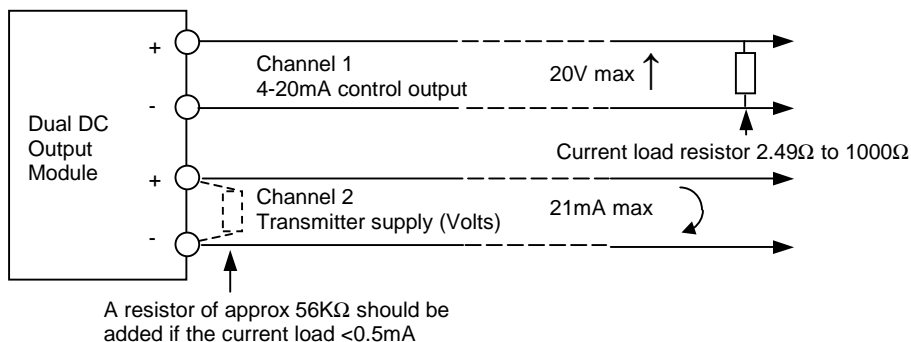 Dual DC
Output
Module
+
-
+
-
Channel 1
4-20mA control output
20V max
Current load resistor 2.49Ω to 1000Ω
Channel 2
Transmitter supply (Volts)
21mA max
A resistor of approx 56KΩ should be
added if the current load <0.5mA